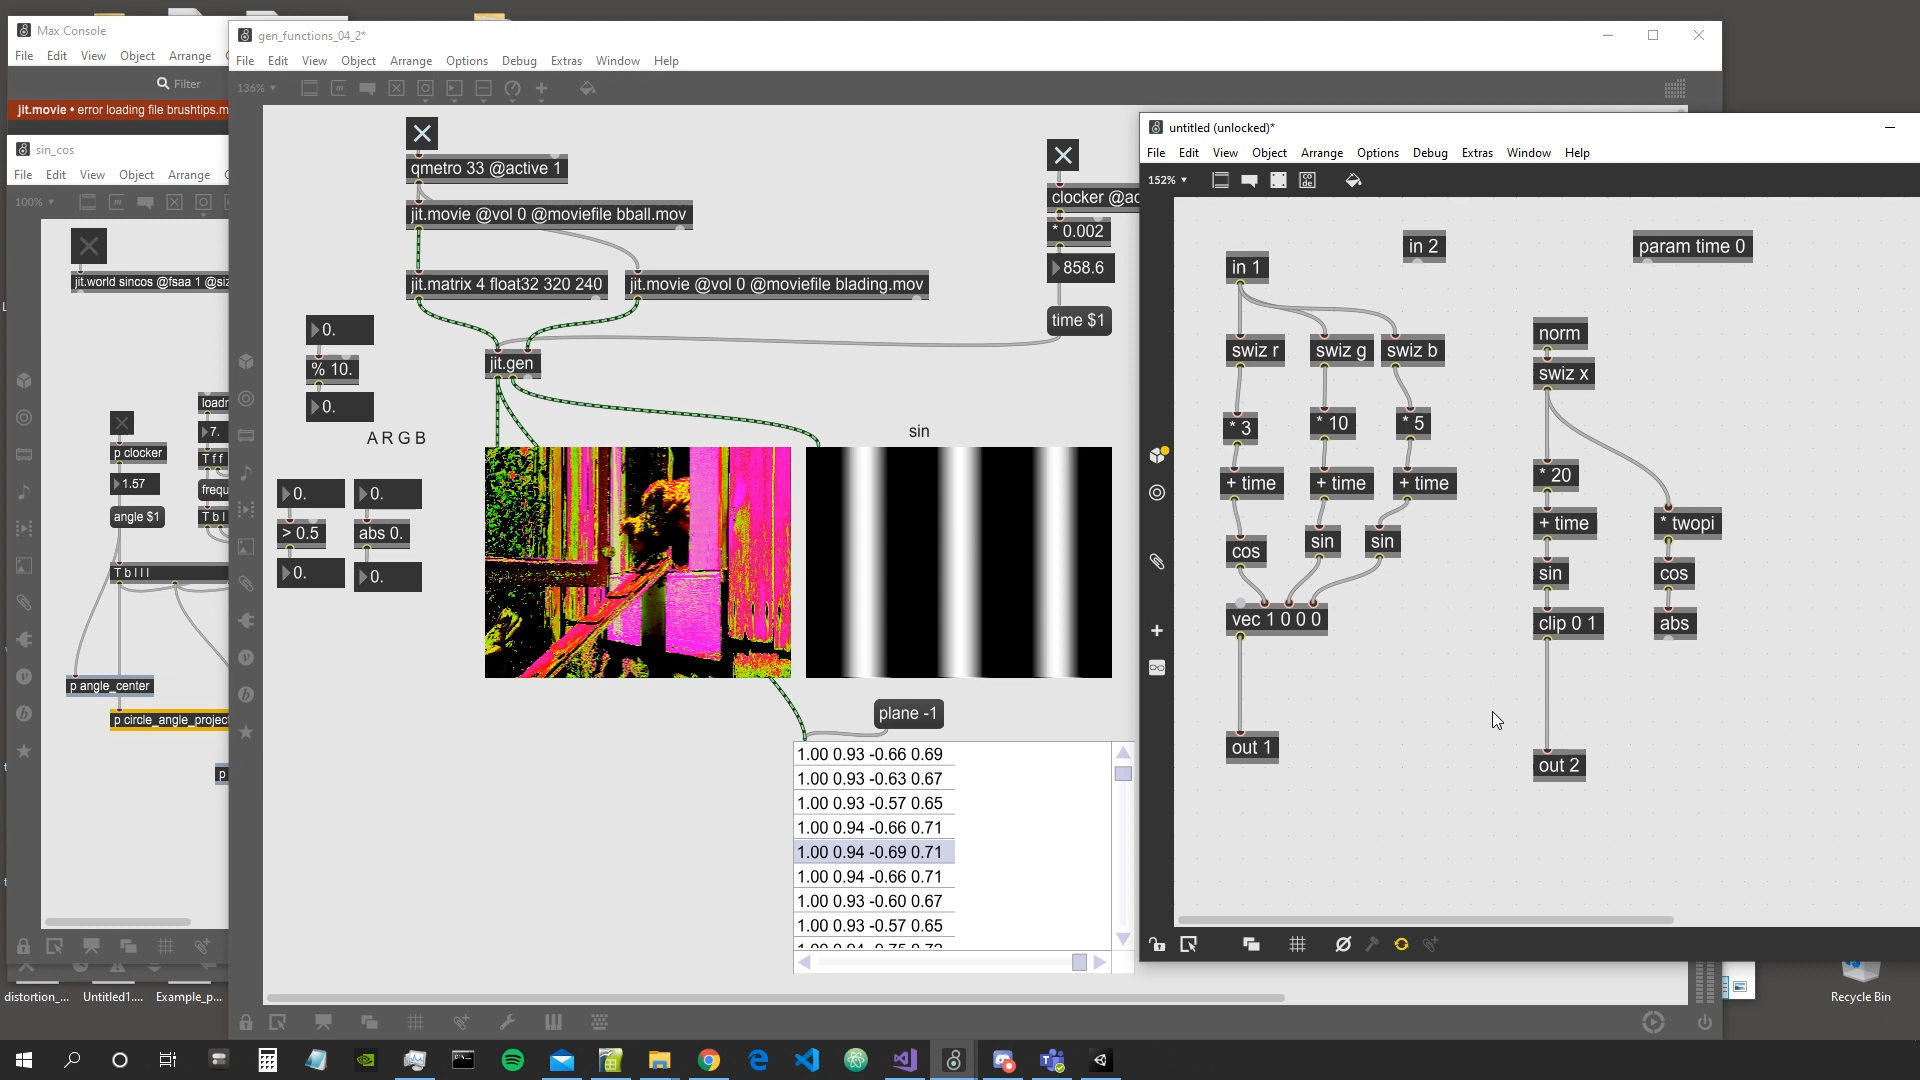 Max Console
File Edit View Object Arrange
Filter
jit.movie • error loading file brushtips.m
sin_cos
File Edit View Object Arrange
100%
jit.world sincos @fsaa 1 @siz
loadr
7.
p clocker
T f f
1.57
frequ
angle $1
T b l
T b l l l
p angle_center
p circle_angle_project
p
gen_functions_04_2*
File Edit View Object Arrange Options Debug Extras Window Help
136%
qmetro 33 @active 1
jit.movie @vol 0 @moviefile bball.mov
jit.matrix 4 float32 320 240
jit.movie @vol 0 @moviefile blading.mov
clocker @ac
* 0.002
858.6
time $1
0.
% 10.
0.
jit.gen
A R G B
sin
0.
0.
> 0.5
abs 0.
0.
0.
plane -1
1.00 0.93 -0.66 0.69
1.00 0.93 -0.63 0.67
1.00 0.93 -0.57 0.65
1.00 0.94 -0.66 0.71
1.00 0.94 -0.69 0.71
1.00 0.94 -0.66 0.71
1.00 0.93 -0.60 0.67
1.00 0.93 -0.57 0.65
untitled (unlocked)*
File Edit View Object Arrange Options Debug Extras Window Help
152%
code
in 1
in 2
param time 0
swiz r
swiz g
swiz b
norm
swiz x
* 3
* 10
* 5
* 20
+ time
+ time
+ time
+ time
* twopi
cos
sin
sin
sin
cos
vec 1 0 0 0
clip 0 1
abs
out 1
out 2
distortion_...
Untitled1....
Example_p...
Recycle Bin